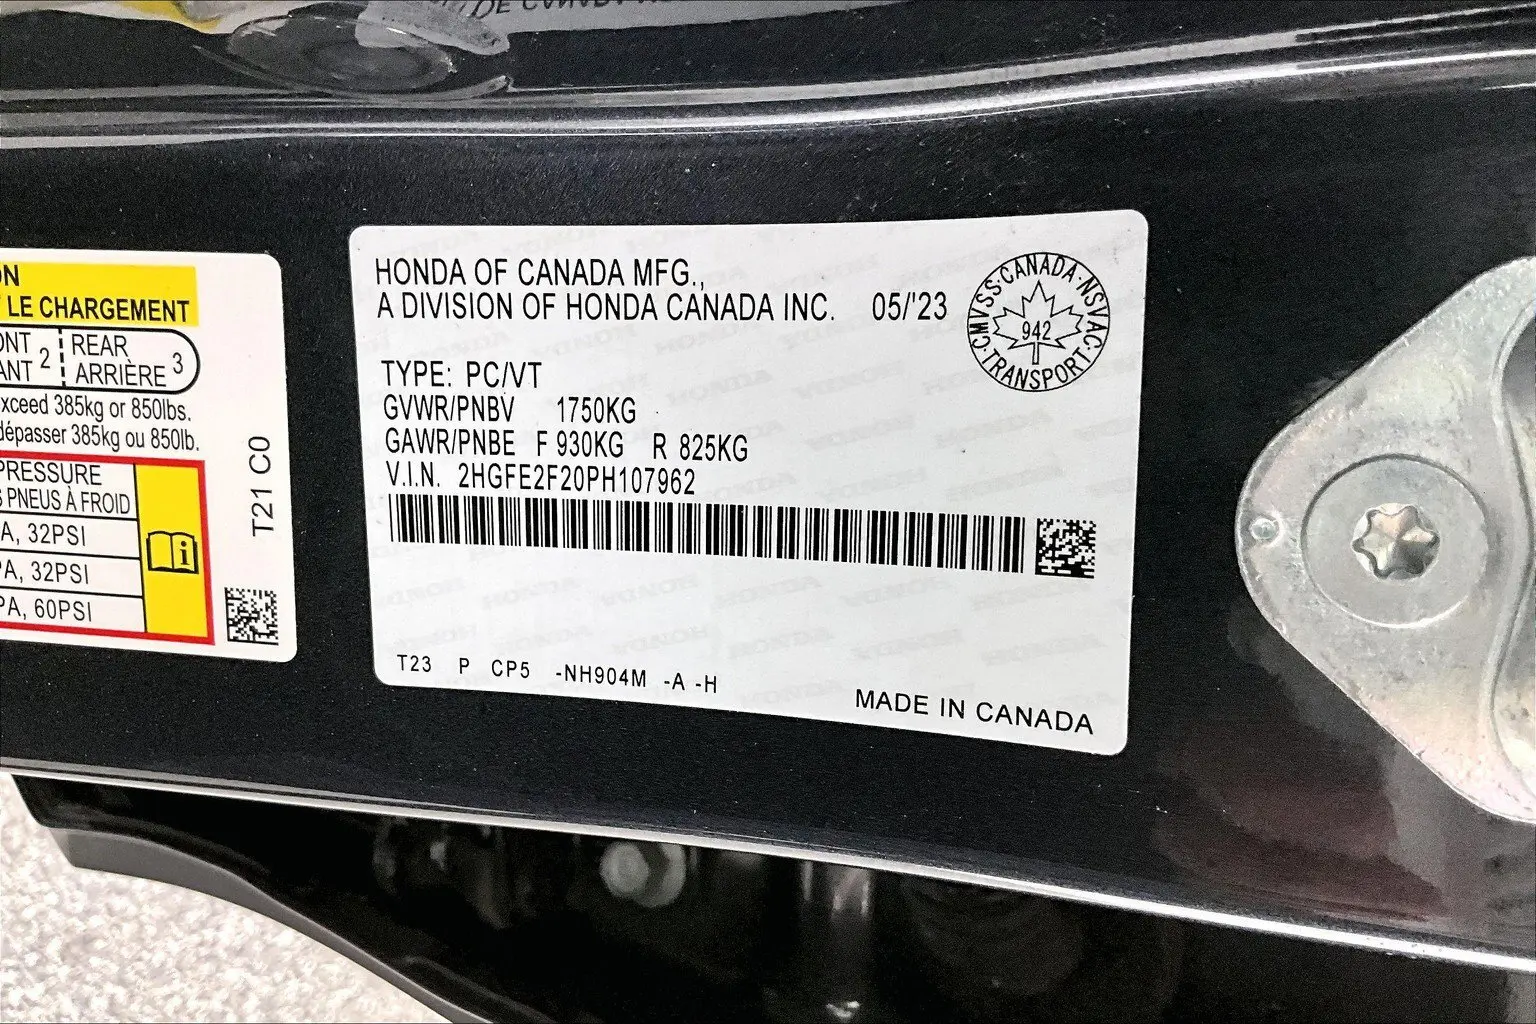 DE CANADA
ON
T LE CHARGEMENT
ONT 2 REAR 3
ANT ARRIÈRE
xceed 385kg or 850lbs.
dépasser 385kg ou 850lb.
PRESSURE
S PNEUS À FROID
A, 32PSI
PA, 32PSI
PA, 60PSI
T21 C0
HONDA OF CANADA MFG.,
A DIVISION OF HONDA CANADA INC. 05/'23
CMVSS·CANADA·NSVAC·TRANSPORT·
942
TYPE: PC/VT
GVWR/PNBV 1750KG
GAWR/PNBE F 930KG R 825KG
V.I.N. 2HGFE2F20PH107962
T23 P CP5 -NH904M -A -H
MADE IN CANADA